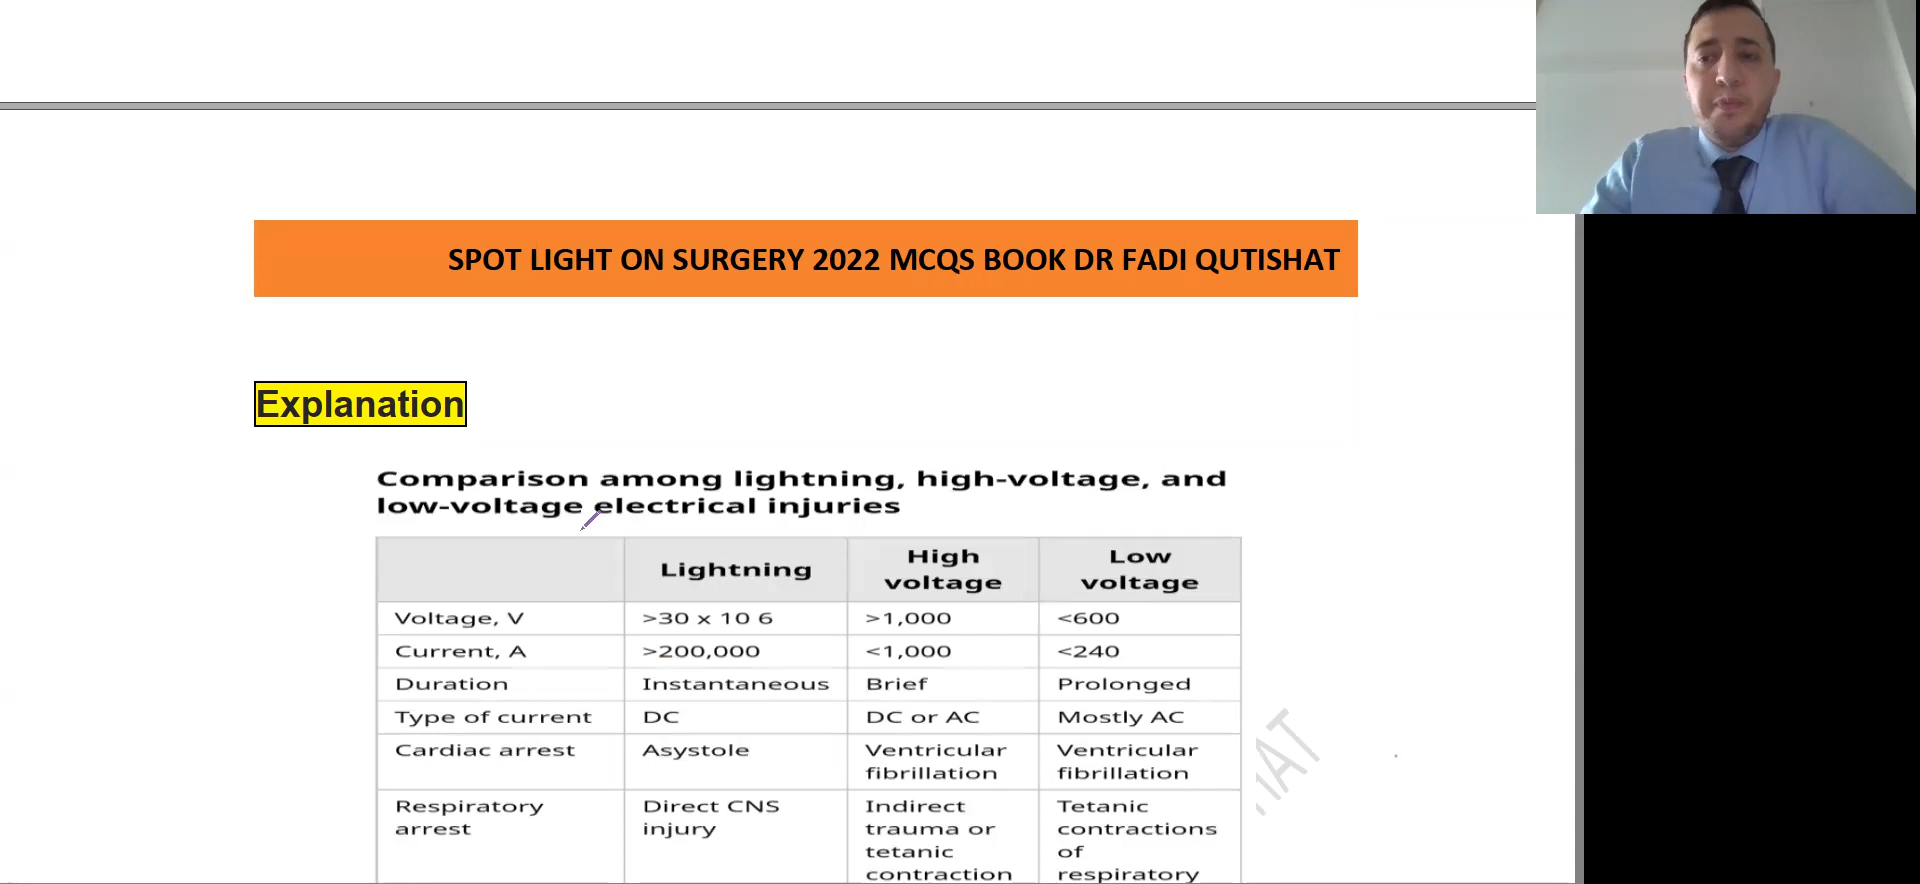 SPOT LIGHT ON SURGERY 2022 MCQS BOOK DR FADI QUTISHAT
Explanation
Comparison among lightning, high-voltage, and
low-voltage electrical injuries
Lightning
High
voltage
Low
voltage
Voltage, V
>30 x 10 6
>1,000
<600
Current, A
>200,000
<1,000
<240
Duration
Instantaneous
Brief
Prolonged
Type of current
DC
DC or AC
Mostly AC
Cardiac arrest
Asystole
Ventricular
fibrillation
Ventricular
fibrillation
Respiratory
arrest
Direct CNS
injury
Indirect
trauma or
tetanic
contraction
Tetanic
contractions
of
respiratory